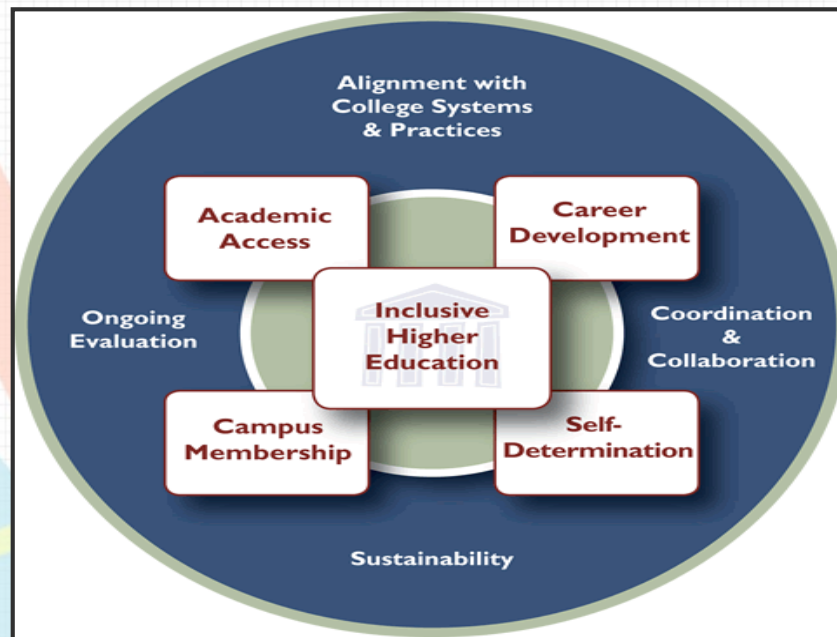 Alignment with
College Systems
& Practices
Academic
Access
Career
Development
Ongoing
Evaluation
Inclusive
Higher
Education
Coordination
&
Collaboration
Campus
Membership
Self-
Determination
Sustainability